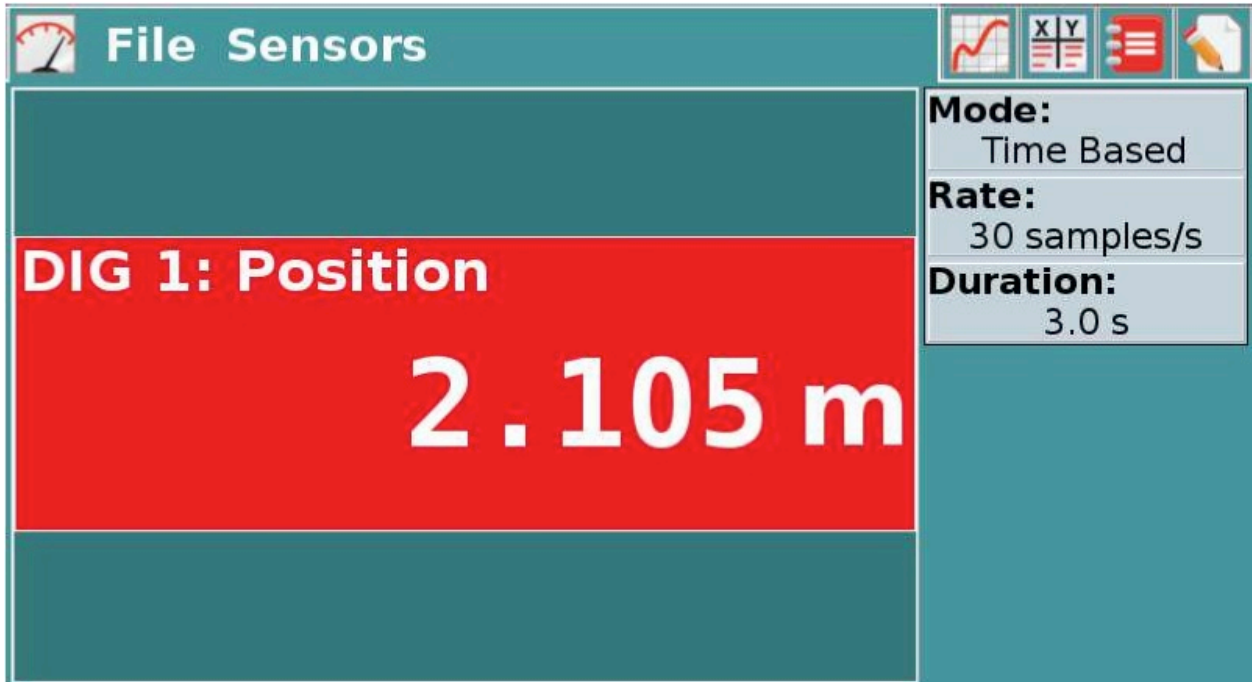 File Sensors
X Y
Mode:
Time Based
DIG 1: Position
2.105 m
Rate:
30 samples/s
Duration:
3.0 s